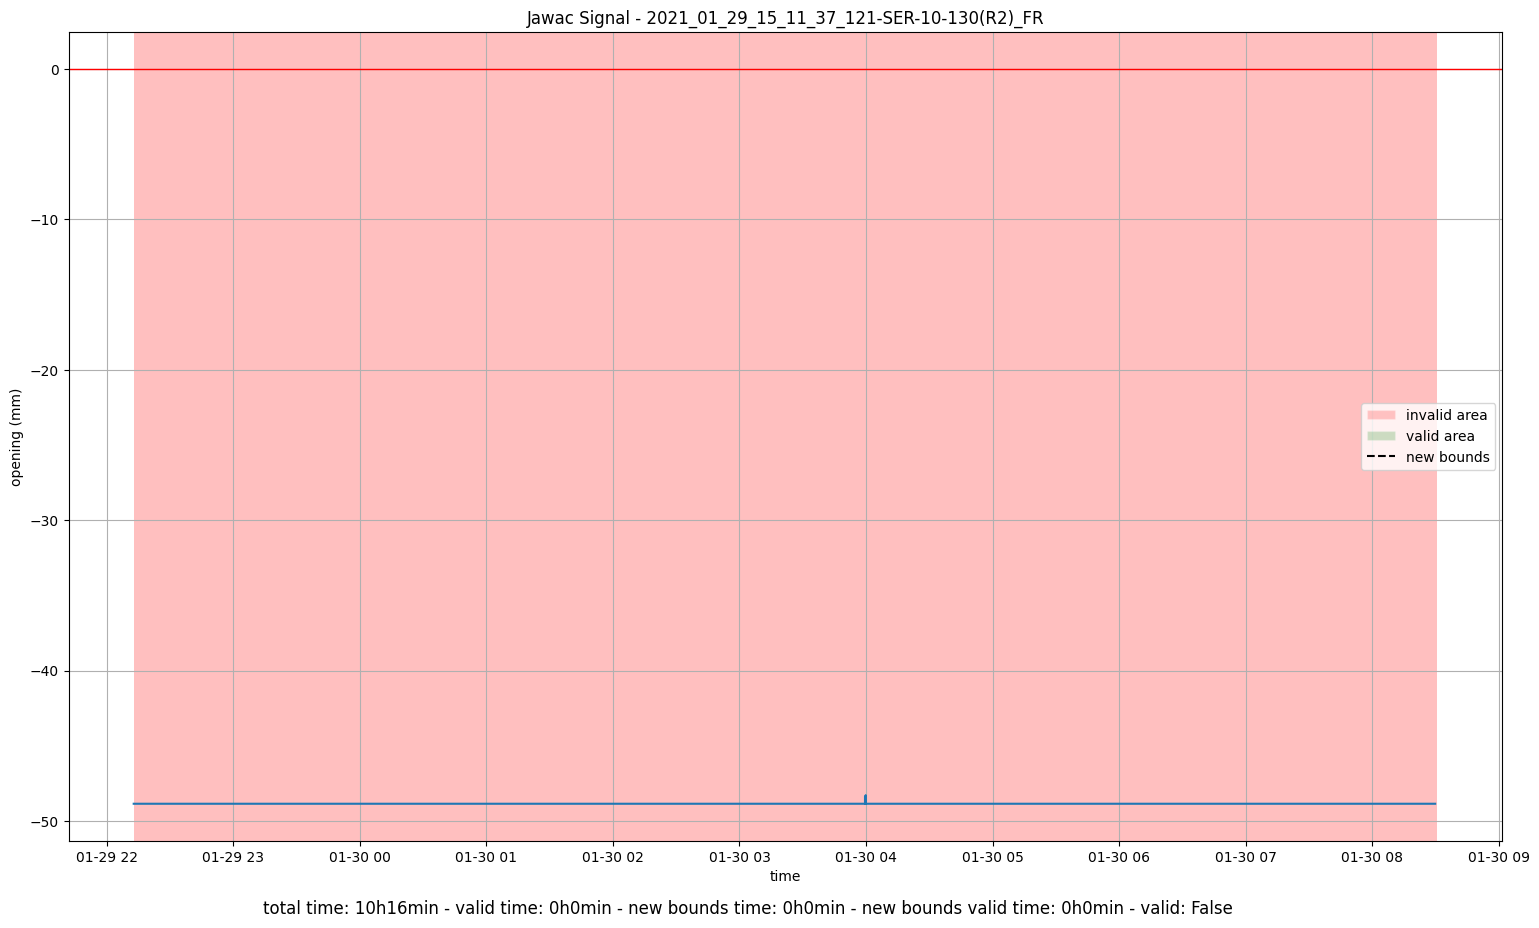 Jawac Signal - 2021_01_29_15_11_37_121-SER-10-130(R2)_FR
0
−10
−20
−30
−40
−50
opening (mm)
invalid area
valid area
new bounds
01-29 22 01-29 23 01-30 00 01-30 01 01-30 02 01-30 03 01-30 04 01-30 05 01-30 06 01-30 07 01-30 08 01-30 09
time
total time: 10h16min - valid time: 0h0min - new bounds time: 0h0min - new bounds valid time: 0h0min - valid: False